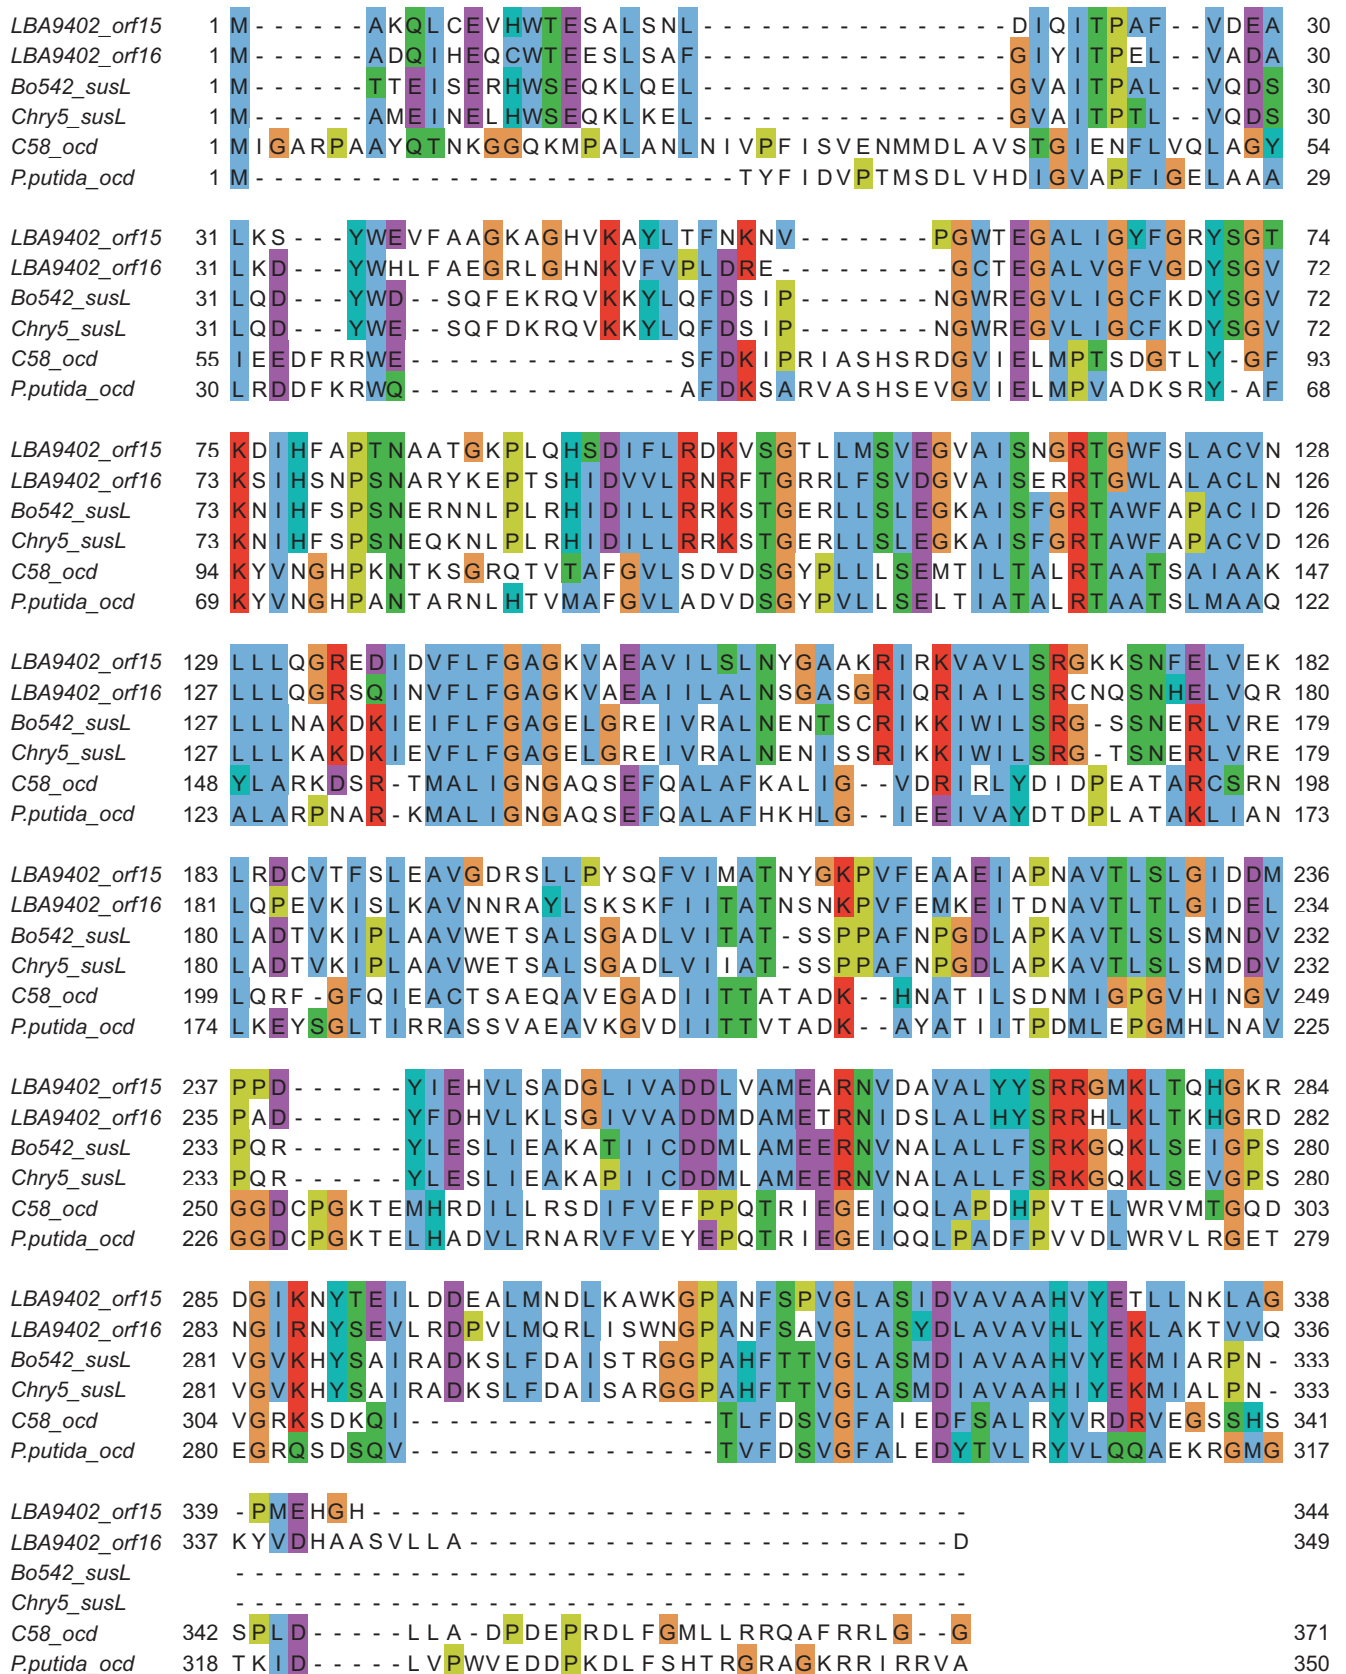 LBA9402_orf15 1 M------AKQLCEVHWTESALSNL-----------------DIQITPAF--VDEA 30
LBA9402_orf16 1 M------ADQIHEQCWTEESLSAF-----------------GIYITPEL--VADA 30
Bo542_susL 1 M------TTEISERHWSEQKLQEL-----------------GVAITPAL--VQDS 30
Chry5_susL 1 M------AMEINELHWSEQKLKEL-----------------GVAITPTL--VQDS 30
C58_ocd 1 MIGARPAAYQTNKGGQKMPALANLNIVPFISVENMMDLAVSTGIENFLVQLAGY 54
P.putida_ocd 1 M-------------------------TYFIDVPTMSDLVHDIGVAPFIGELAAA 29
LBA9402_orf15 31 LKS---YWEVFAAGKAGHVKAYLTFNKNV-------PGWTEGALIGYFGRYSGT 74
LBA9402_orf16 31 LKD---YWHLFAEGRLGHNKVFVPLDRE---------GCTEGALVGFVGDYSGV 72
Bo542_susL 31 LQD---YWD--SQFEKRQVKKYLQFDSIP-------NGWREGVLIGCFKDYSGV 72
Chry5_susL 31 LQD---YWE--SQFDKRQVKKYLQFDSIP-------NGWREGVLIGCFKDYSGV 72
C58_ocd 55 IEEDFRRWE--------------SFDKIPRIASHSRDGVIELMPTSDGTLY-GF 93
P.putida_ocd 30 LRDDFKRWQ--------------AFDKSARVASHSEVGVIELMPVADKSRY-AF 68
LBA9402_orf15 75 KDIHFAPTNAATGKPLQHSDIFLRDKVSGTLLMSVEGVAISNGRTGWFSLACVN 128
LBA9402_orf16 73 KSIHSNPSNARYKEPTSHIDVVLRNRFTGRRLFSVDGVAISERRTGWLALACLN 126
Bo542_susL 73 KNIHFSPSNERNNLPLRHIDILLRRKSTGERLLSLEGKAISFGRTAWFAPACID 126
Chry5_susL 73 KNIHFSPSNEQKNLPLRHIDILLRRKSTGERLLSLEGKAISFGRTAWFAPACVD 126
C58_ocd 94 KYVNGHPKNTKSGRQTVTAFGVLSDVDSGYPLLLSEMTILTALRTAATSAIAAK 147
P.putida_ocd 69 KYVNGHPANTARNLHTVMAFGVLADVDSGYPVLLSELTIATALRTAATSLMAAQ 122
LBA9402_orf15 129 LLLQGREDIDVFLFGAGKVAEAVILSLNYGAAKRIRKVAVLSRGKKSNFELVEK 182
LBA9402_orf16 127 LLLQGRSQINVFLFGAGKVAEAIILALNSGASGRIQRIAILSRCNQSNHELVQR 180
Bo542_susL 127 LLLNAKDKIEIFLFGAGELGREIVRALNENTSCRIKKIWILSRG-SSNERLVRE 179
Chry5_susL 127 LLLKAKDKIEVFLFGAGELGREIVRALNENISSRIKKIWILSRG-TSNERLVRE 179
C58_ocd 148 YLARKDSR-TMALIGNGAQSEFQALAFKALIG--VDRIRLYDIDPEATARCSRN 198
P.putida_ocd 123 ALARPNAR-KMALIGNGAQSEFQALAFHKHLG--IEEIVAYDTDPLATAKLIAN 173
LBA9402_orf15 183 LRDCVTFSLEAVGDRSLLPYSQFVIMATNYGKPVFEAAEIAPNAVTLSLGIDDM 236
LBA9402_orf16 181 LQPEVKISLKAVNNRAYLSKSKFIITATNSNKPVFEMKEITDNAVTLTLGIDEL 234
Bo542_susL 180 LADTVKIPLAAVWETSALSGADLVITAT-SSPPAFNPGDLAPKAVTLSLSMNDV 232
Chry5_susL 180 LADTVKIPLAAVWETSALSGADLVIIAT-SSPPAFNPGDLAPKAVTLSLSMDDV 232
C58_ocd 199 LQRF-GFQIEACTSAEQAVEGADIITTATADK--HNATILSDNMIGPGVHINGV 249
P.putida_ocd 174 LKEYSGLTIRRASSVAEAVKGVDIITTVTADK--AYATIITPDMLEPGMHLNAV 225
LBA9402_orf15 237 PPD------YIEHVLSADGLIVADDLVAMEARNVDAVALYYSRRGMKLTQHGKR 284
LBA9402_orf16 235 PAD------YFDHVLKLSGIVVADDMDAMETRNIDSLALHYSRRHLKLTKHGRD 282
Bo542_susL 233 PQR------YLESLIEAKATIICDDMLAMEERNVNALALLFSRKGQKLSEIGPS 280
Chry5_susL 233 PQR------YLESLIEAKAPIICDDMLAMEERNVNALALLFSRKGQKLSEVGPS 280
C58_ocd 250 GGDCPGKTEMHRDILLRSDIFVEFPPQTRIEGEIQQLAPDHPVTELWRVMTGQD 303
P.putida_ocd 226 GGDCPGKTELHADVLRNARVFVEYEPQTRIEGEIQQLPADFPVVDLWRVLRGET 279
LBA9402_orf15 285 DGIKNYTEILDDEALMNDLKAWKGPANFSPVGLASIDVAVAAHVYETLLNKLAG 338
LBA9402_orf16 283 NGIRNYSEVLRDPVLMQRLISWNGPANFSAVGLASYDLAVAVHLYEKLAKTVVQ 336
Bo542_susL 281 VGVKHYSAIRADKSLFDAISTRGGPAHFTTVGLASMDIAVAAHVYEKMIARPN- 333
Chry5_susL 281 VGVKHYSAIRADKSLFDAISARGGPAHFTTVGLASMDIAVAAHIYEKMIALPN- 333
C58_ocd 304 VGRKSDKQI----------------TLFDSVGFAIEDFSALRYVRDRVEGSSHS 341
P.putida_ocd 280 EGRQSDSQV----------------TVFDSVGFALEDYTVLRYVLQQAEKRGMG 317
LBA9402_orf15 339 -PMEHGH------------------------------- 344
LBA9402_orf16 337 KYVDHAASVLLA-------------------------D 349
Bo542_susL --------------------------------------
Chry5_susL --------------------------------------
C58_ocd 342 SPLD-----LLA-DPDEPRDLFGMLLRRQAFRRLG--G 371
P.putida_ocd 318 TKID-----LVPWVEDDPKDLFSHTRGRAGKRRIRRVA 350